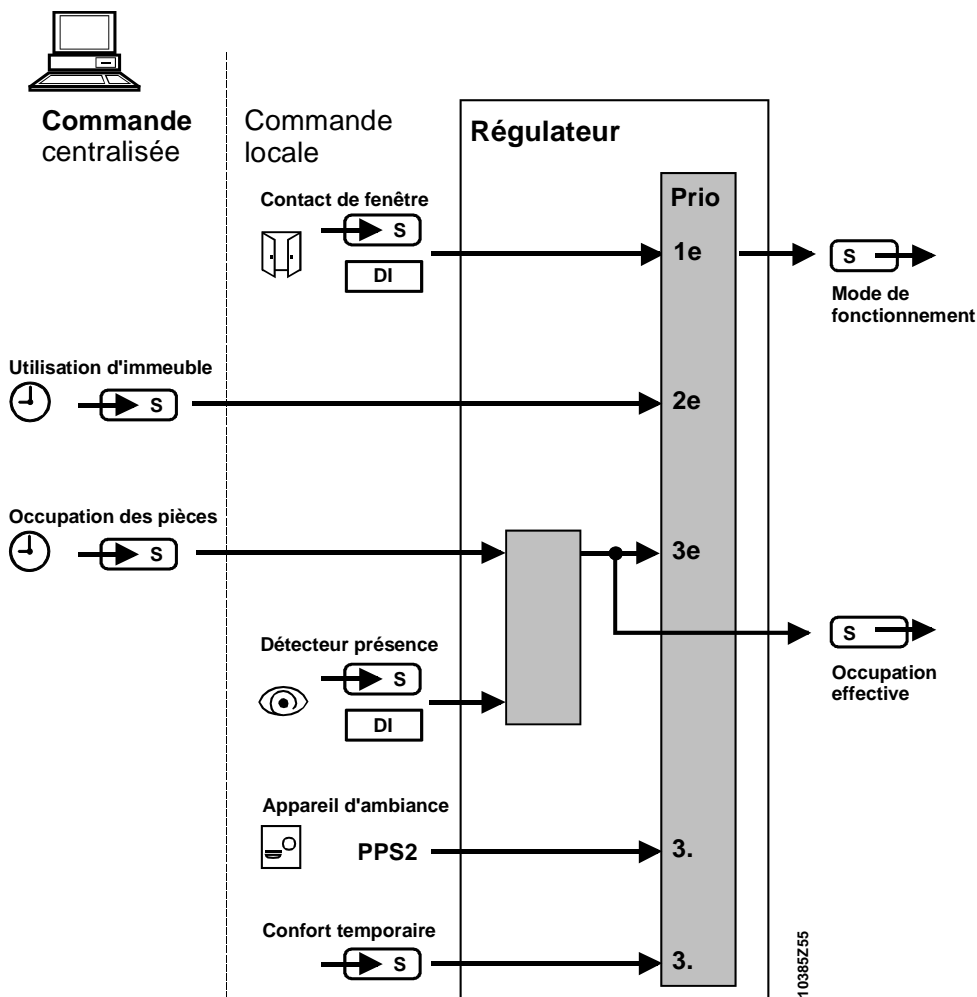 Commande
centralisée
Commande
locale
Régulateur
Contact de fenêtre
S
DI
Prio
1e
S
Mode de
fonctionnement
Utilisation d'immeuble
S
2e
Occupation des pièces
S
3e
Détecteur présence
S
DI
S
Occupation
effective
Appareil d'ambiance
PPS2
3.
Confort temporaire
S
3.
10385Z55